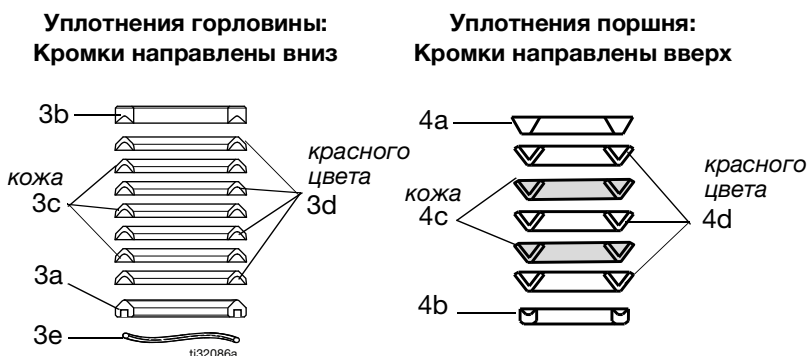 Уплотнения горловины:
Кромки направлены вниз
3b
кожа
3c
красного
цвета
3d
3a
3e
ti32086a
Уплотнения поршня:
Кромки направлены вверх
4a
кожа
4c
красного
цвета
4d
4b